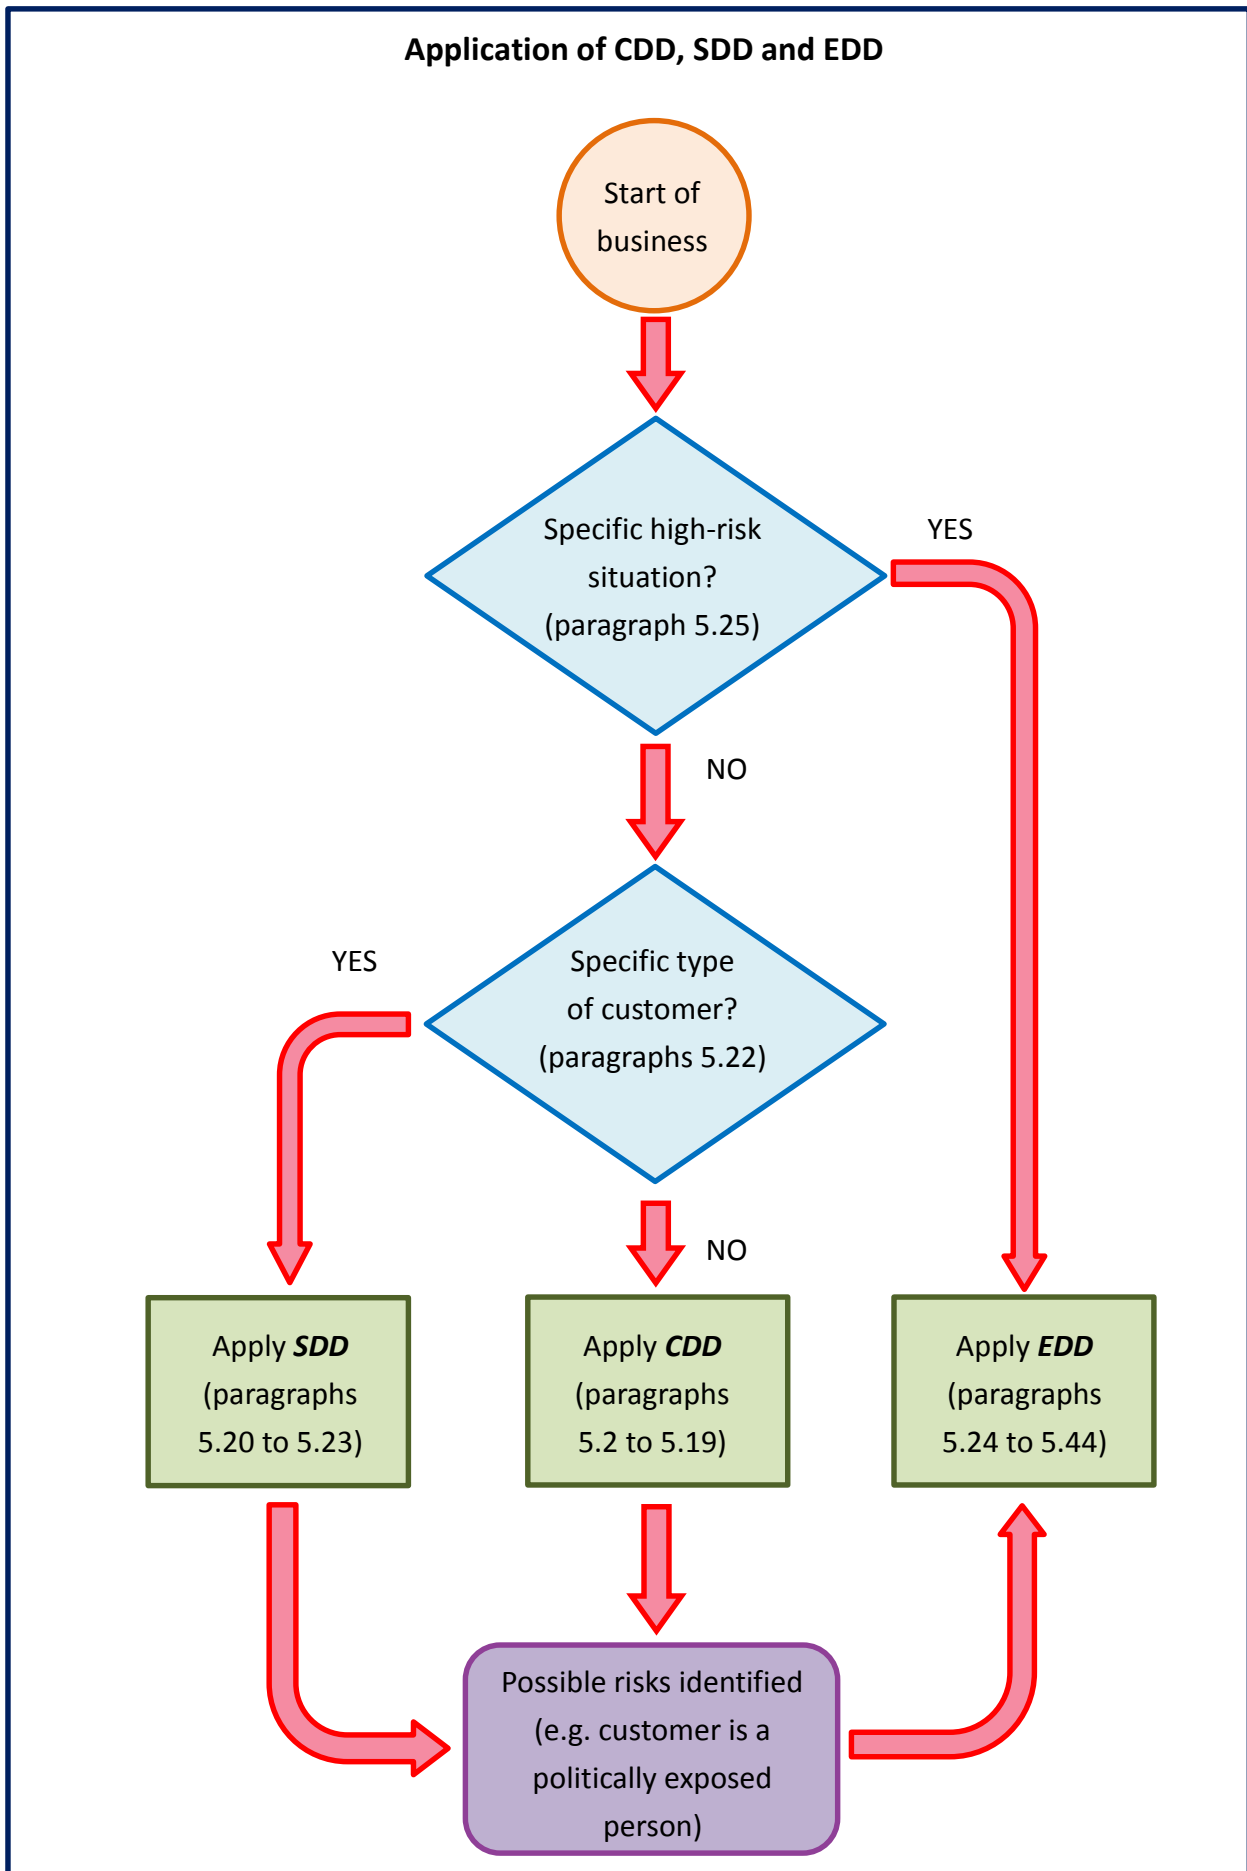 Application of CDD, SDD and EDD
Start of
business
Specific high-risk
situation?
(paragraph 5.25)
YES
NO
YES
Specific type
of customer?
(paragraphs 5.22)
NO
Apply SDD
(paragraphs
5.20 to 5.23)
Apply CDD
(paragraphs
5.2 to 5.19)
Apply EDD
(paragraphs
5.24 to 5.44)
Possible risks identified
(e.g. customer is a
politically exposed
person)